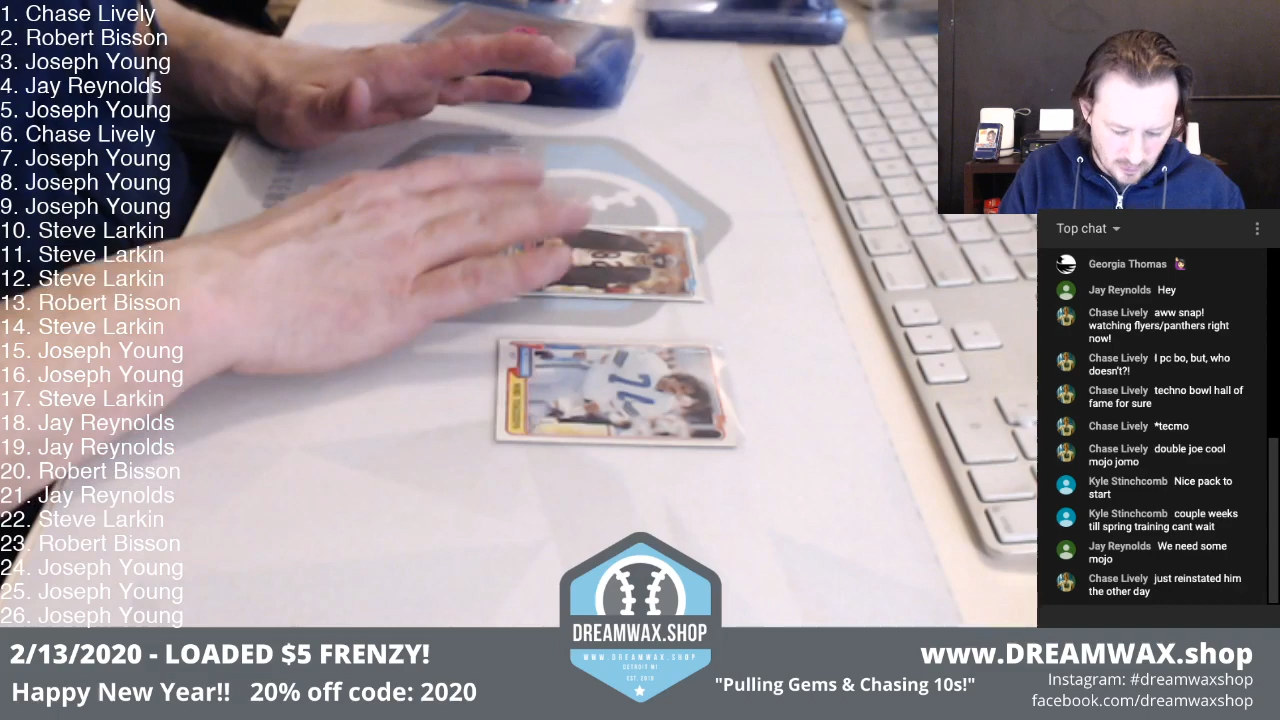 1. Chase Lively
2. Robert Bisson
3. Joseph Young
4. Jay Reynolds
5. Joseph Young
6. Chase Lively
7. Joseph Young
8. Joseph Young
9. Joseph Young
10. Steve Larkin
11. Steve Larkin
12. Steve Larkin
13. Robert Bisson
14. Steve Larkin
15. Joseph Young
16. Joseph Young
17. Steve Larkin
18. Jay Reynolds
19. Jay Reynolds
20. Robert Bisson
21. Jay Reynolds
22. Steve Larkin
23. Robert Bisson
24. Joseph Young
25. Joseph Young
26. Joseph Young
Top chat
Georgia Thomas
Jay Reynolds Hey
Chase Lively aww snap!
watching flyers/panthers right
now!
Chase Lively I pc bo, but, who
doesn't?!
Chase Lively techno bowl hall of
fame for sure
Chase Lively *tecmo
Chase Lively double joe cool
mojo jomo
Kyle Stinchcomb Nice pack to
start
Kyle Stinchcomb couple weeks
till spring training cant wait
Jay Reynolds We need some
mojo
Chase Lively just reinstated him
the other day
2/13/2020 - LOADED $5 FRENZY!
Happy New Year!! 20% off code: 2020
DREAMWAX.SHOP
WWW.DREAMWAX.SHOP
DETROIT MI
"Pulling Gems & Chasing 10s!"
www.DREAMWAX.shop
Instagram: #dreamwaxshop
facebook.com/dreamwaxshop